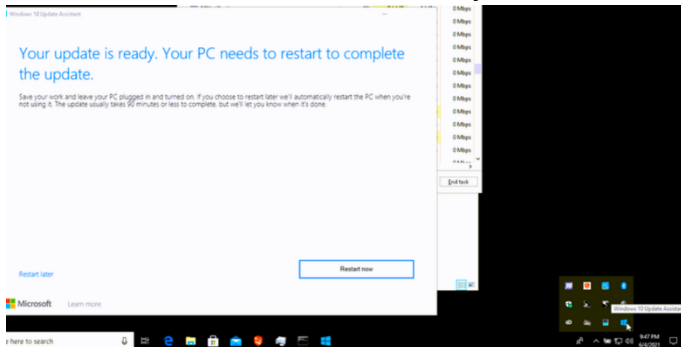 Windows 10 Update Assistant
Your update is ready. Your PC needs to restart to complete
the update.
Save your work and leave your PC plugged in and turned on. If you choose to restart later we'll automatically restart the PC when you're
not using it. The update usually takes 90 minutes or less to complete, but we'll let you know when it's done.
Restart later
Restart now
Microsoft
Learn more
0 Mbps
0 Mbps
0 Mbps
0 Mbps
0 Mbps
0 Mbps
0 Mbps
0 Mbps
0 Mbps
0 Mbps
0 Mbps
0 Mbps
End task
Windows 10 Update Assista
here to search
9:47 PM
6/4/2021